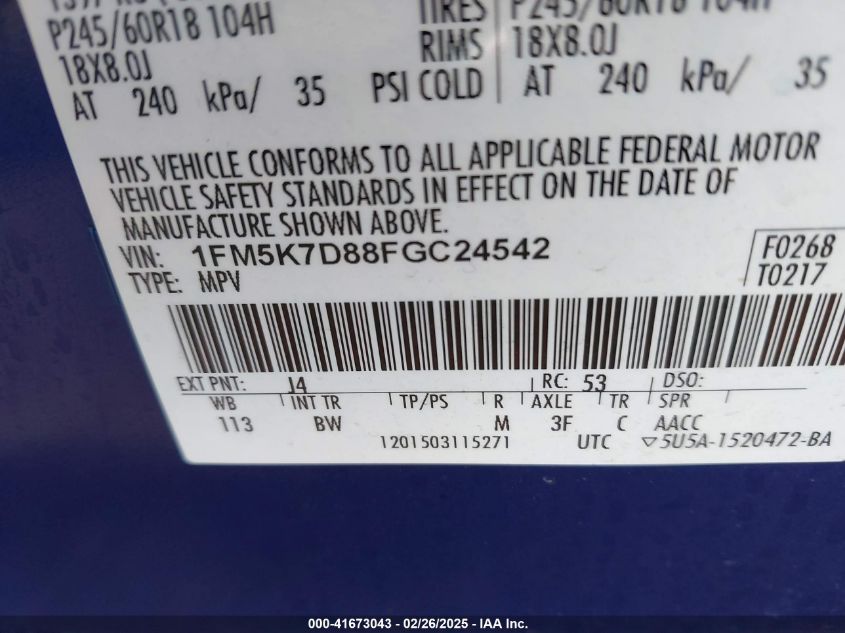 P245/60R18 104H TIRES P245/60R18 104H
18X8.0J RIMS 18X8.0J
AT 240 kPa/ 35 PSI COLD AT 240 kPa/ 35
THIS VEHICLE CONFORMS TO ALL APPLICABLE FEDERAL MOTOR
VEHICLE SAFETY STANDARDS IN EFFECT ON THE DATE OF
MANUFACTURE SHOWN ABOVE.
VIN: 1FM5K7D88FGC24542 F0268
TYPE: MPV T0217
EXT PNT: J4 RC: 53 DSO:
WB INT TR TP/PS R AXLE TR SPR
113 BW M 3F C AACC
1201503115271 UTC ▽5U5A-1520472-BA
000-41673043 – 02/26/2025 – IAA Inc.